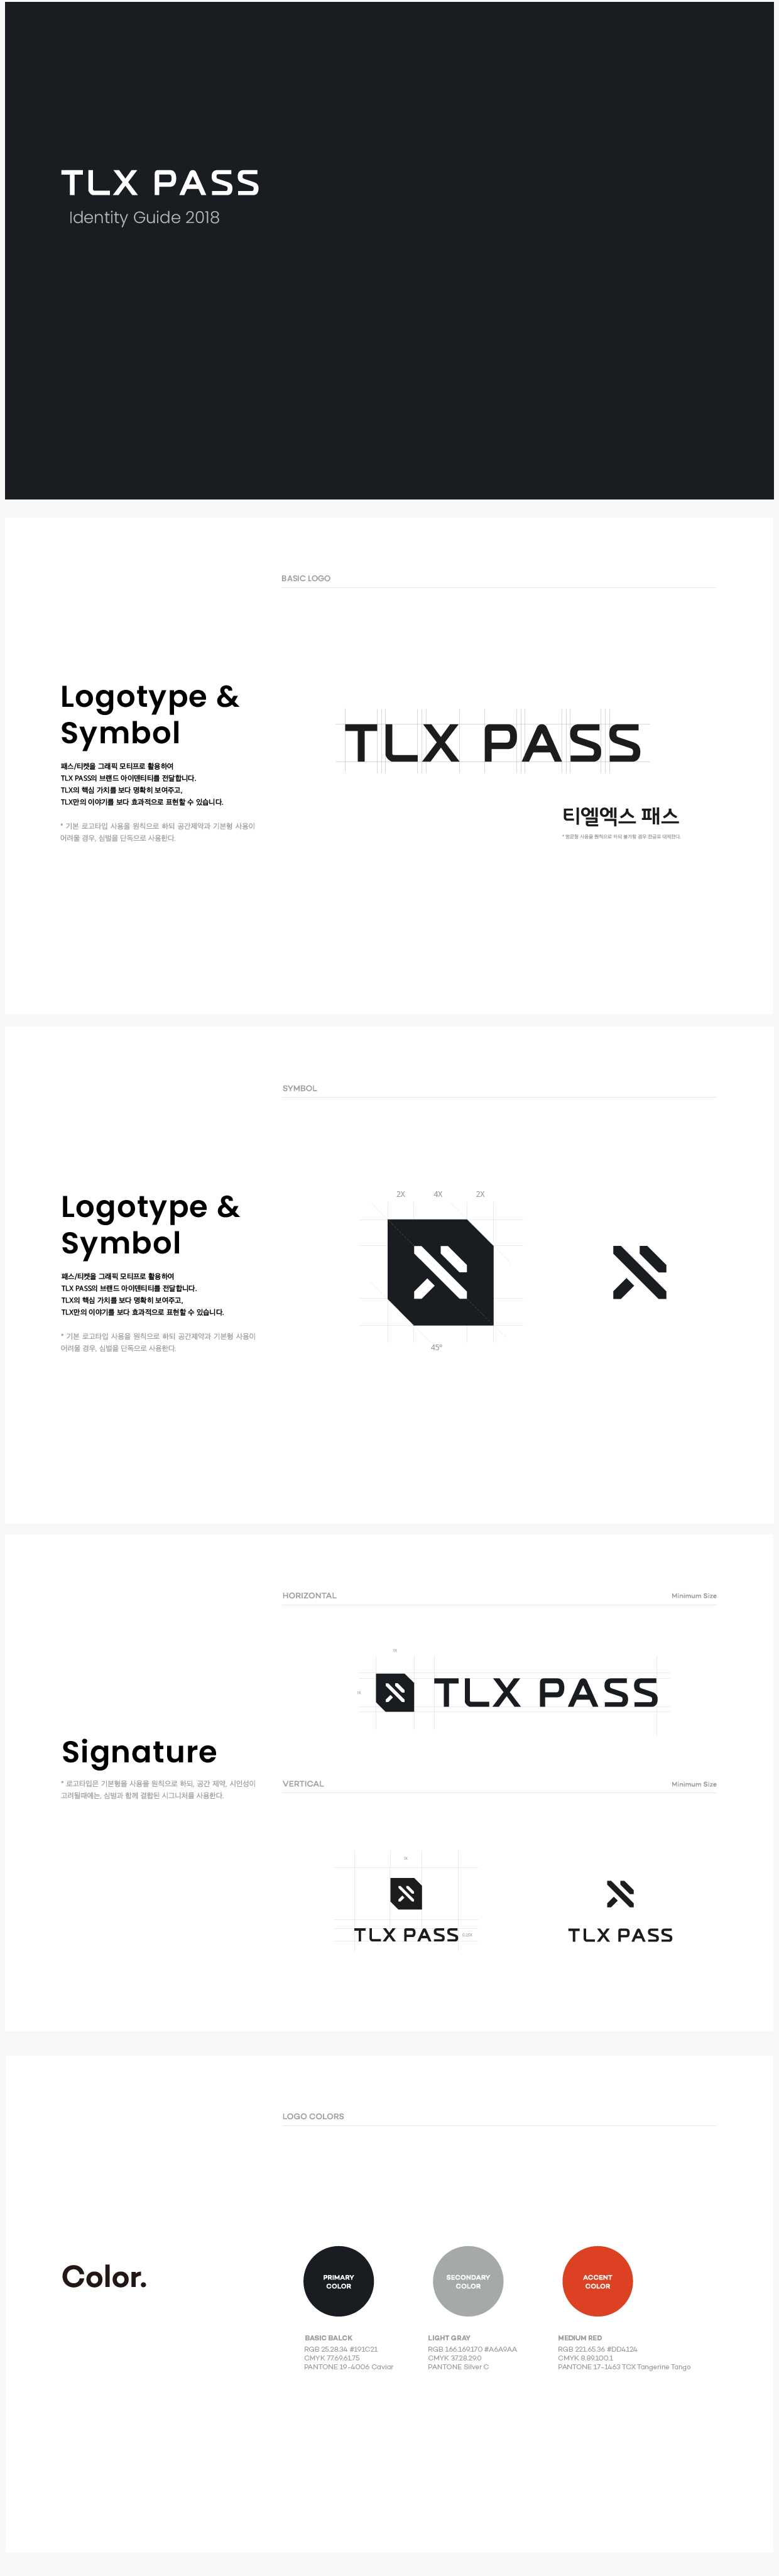 TLX PASS
Identity Guide 2018
BASIC LOGO
Logotype &
Symbol
패스/티켓을 그래픽 모티프로 활용하여
TLX PASS의 브랜드 아이덴티티를 전달합니다.
TLX의 핵심 가치를 보다 명확히 보여주고,
TLX만의 이야기를 보다 효과적으로 표현할 수 있습니다.
* 기본 로고타입 사용을 원칙으로 하되 공간제약과 기본형 사용이
어려울 경우, 심벌을 단독으로 사용한다.
TLX PASS
티엘엑스 패스
SYMBOL
Logotype &
Symbol
패스/티켓을 그래픽 모티프로 활용하여
TLX PASS의 브랜드 아이덴티티를 전달합니다.
TLX의 핵심 가치를 보다 명확히 보여주고,
TLX만의 이야기를 보다 효과적으로 표현할 수 있습니다.
* 기본 로고타입 사용을 원칙으로 하되 공간제약과 기본형 사용이
어려울 경우, 심벌을 단독으로 사용한다.
2X 4X 2X
45°
HORIZONTAL Minimum Size
TLX PASS
Signature
* 로고타입은 기본형을 사용을 원칙으로 하되, 공간 제약, 시인성이
고려될때에는, 심벌과 함께 결합된 시그니처를 사용한다.
VERTICAL Minimum Size
TLX PASS
TLX PASS
LOGO COLORS
Color.
PRIMARY
COLOR
BASIC BALCK
RGB 25.28.34 #191C21
CMYK 77.69.61.75
PANTONE 19-4006 Caviar
SECONDARY
COLOR
LIGHT GRAY
RGB 166.169.170 #A6A9AA
CMYK 37.28.29.0
PANTONE Silver C
ACCENT
COLOR
MEDIUM RED
RGB 221.65.36 #DD4124
CMYK 8.89.100.1
PANTONE 17-1463 TCX Tangerine Tango